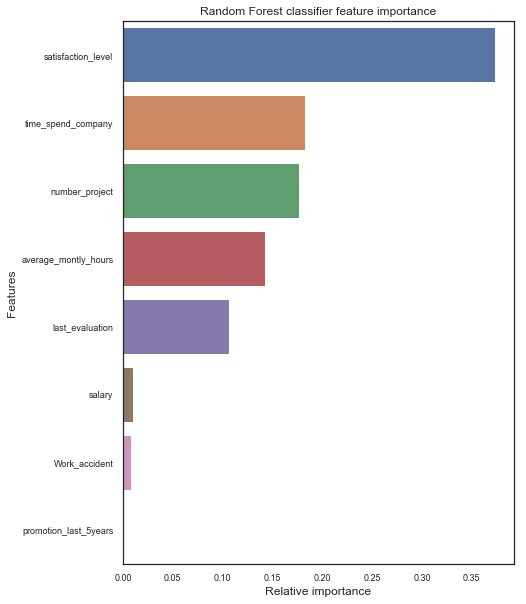 Random Forest classifier feature importance
Features
satisfaction_level
time_spend_company
number_project
average_montly_hours
last_evaluation
salary
Work_accident
promotion_last_5years
0.00 0.05 0.10 0.15 0.20 0.25 0.30 0.35
Relative importance